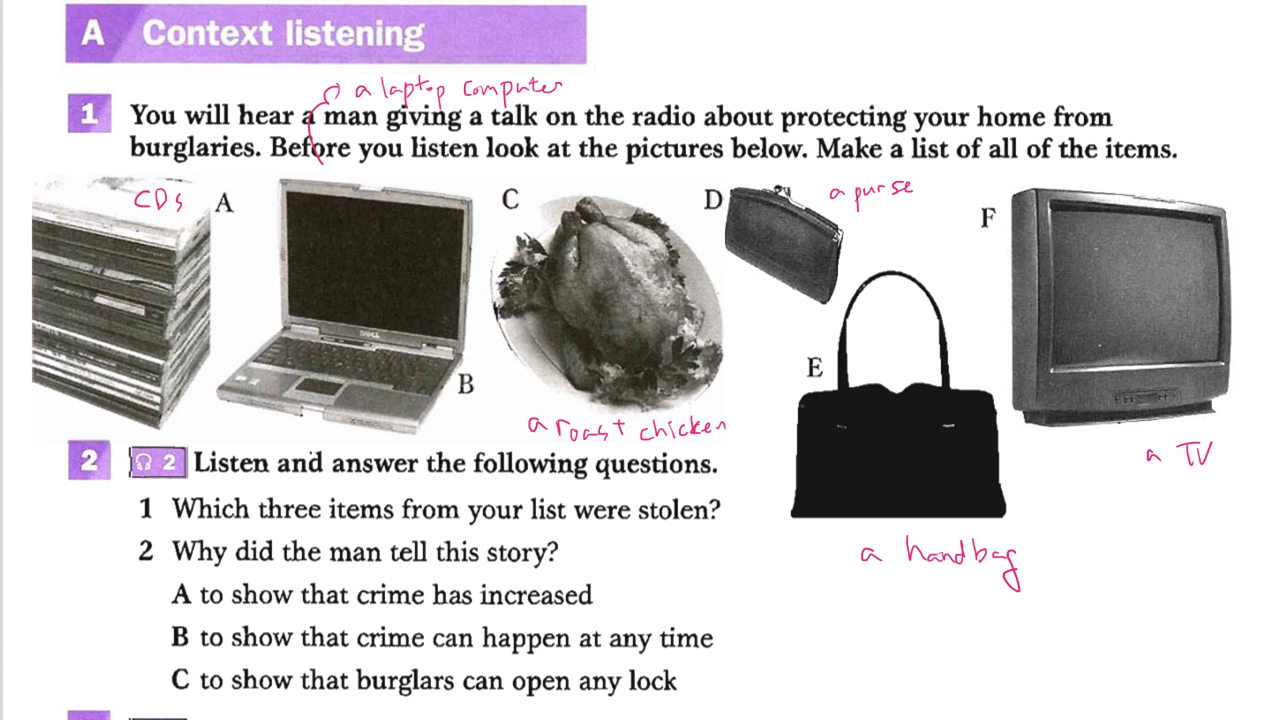 A Context listening
a laptop computer
1 You will hear a man giving a talk on the radio about protecting your home from
burglaries. Before you listen look at the pictures below. Make a list of all of the items.
CDs A
C
D
a purse
F
DELL
B
E
a roast chicken
a TV
2 2 Listen and answer the following questions.
1 Which three items from your list were stolen?
a handbag
2 Why did the man tell this story?
A to show that crime has increased
B to show that crime can happen at any time
C to show that burglars can open any lock